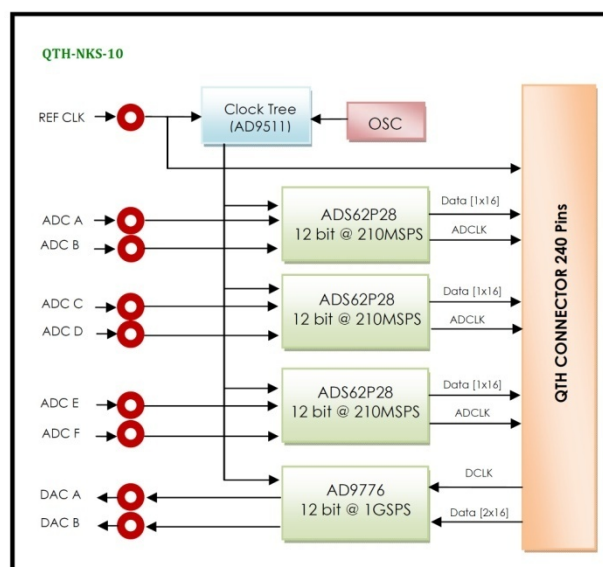 QTH-NKS-10
REF CLK
Clock Tree
(AD9511)
OSC
ADC A
ADC B
ADS62P28
12 bit @ 210MSPS
Data [1x16]
ADCLK
ADC C
ADC D
ADS62P28
12 bit @ 210MSPS
Data [1x16]
ADCLK
ADC E
ADC F
ADS62P28
12 bit @ 210MSPS
Data [1x16]
ADCLK
DAC A
DAC B
AD9776
12 bit @ 1GSPS
DCLK
Data [2x16]
QTH CONNECTOR 240 Pins